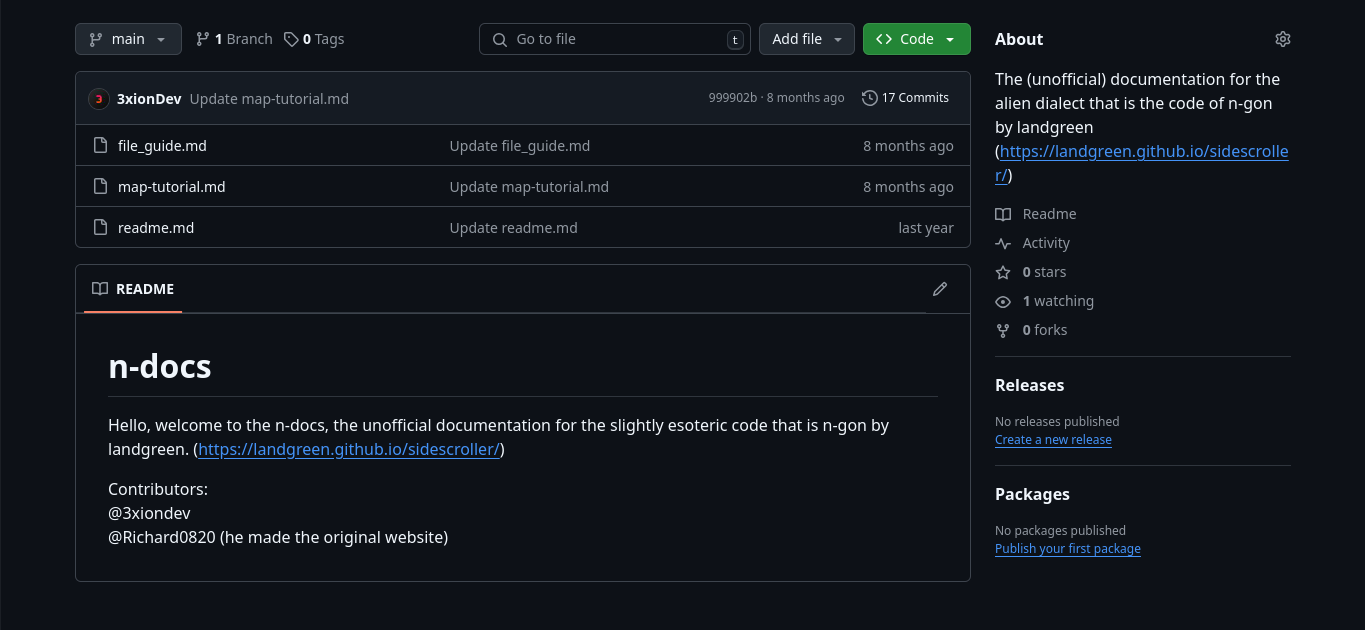 main
1 Branch
0 Tags
Go to file
t
Add file
Code
3xionDev Update map-tutorial.md
999902b · 8 months ago
17 Commits
file_guide.md Update file_guide.md 8 months ago
map-tutorial.md Update map-tutorial.md 8 months ago
readme.md Update readme.md last year
README
n-docs
Hello, welcome to the n-docs, the unofficial documentation for the slightly esoteric code that is n-gon by
landgreen. (https://landgreen.github.io/sidescroller/)
Contributors:
@3xiondev
@Richard0820 (he made the original website)
About
The (unofficial) documentation for the
alien dialect that is the code of n-gon
by landgreen
(https://landgreen.github.io/sidescrolle
r/)
Readme
Activity
0 stars
1 watching
0 forks
Releases
No releases published
Create a new release
Packages
No packages published
Publish your first package